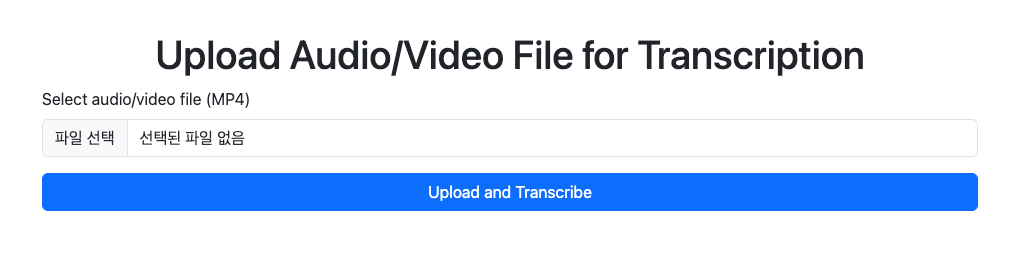 Upload Audio/Video File for Transcription
Select audio/video file (MP4)
파일 선택 선택된 파일 없음
Upload and Transcribe